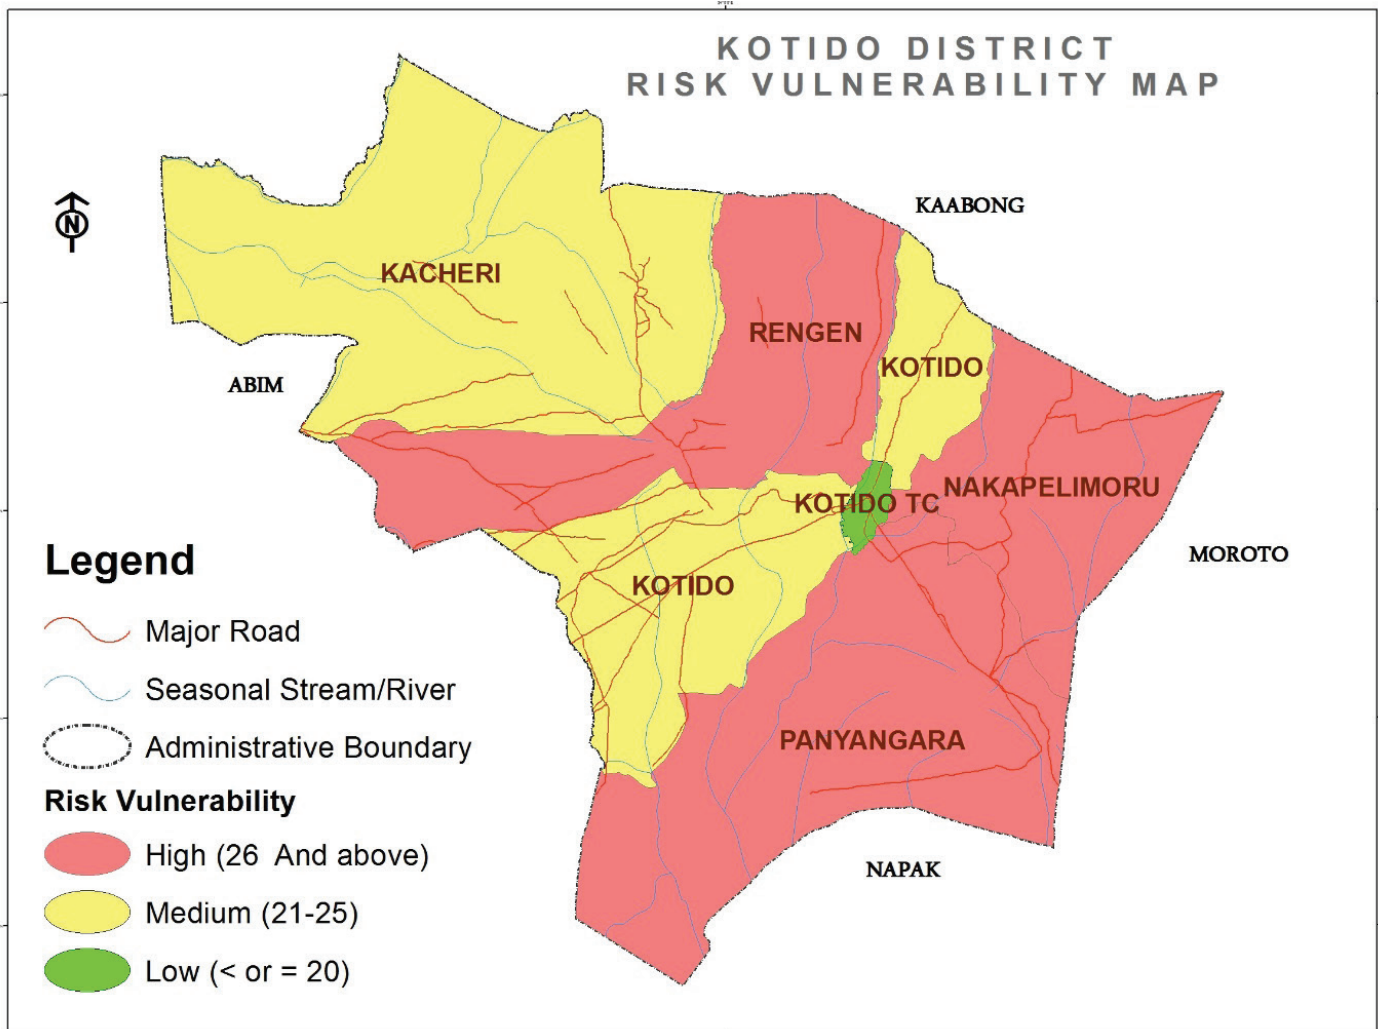 KOTIDO DISTRICT
RISK VULNERABILITY MAP
N
KAABONG
KACHERI
RENGEN
KOTIDO
ABIM
NAKAPELIMORU
KOTIDO TC
MOROTO
KOTIDO
PANYANGARA
NAPAK
Legend
Major Road
Seasonal Stream/River
Administrative Boundary
Risk Vulnerability
High (26 And above)
Medium (21-25)
Low (< or = 20)